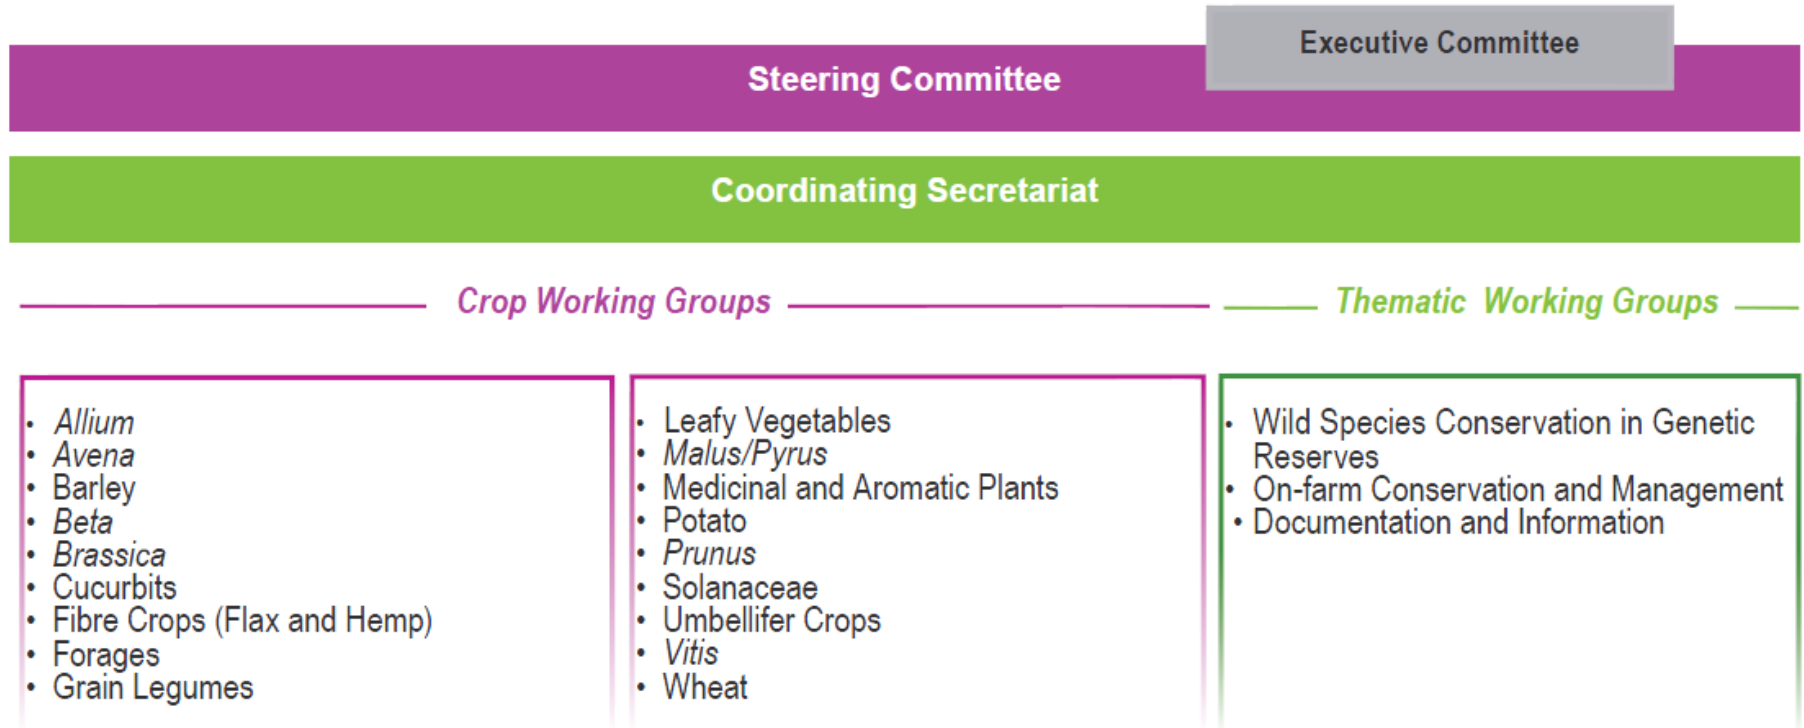 Executive Committee
Steering Committee
Coordinating Secretariat
Crop Working Groups
Thematic Working Groups
• Allium
• Avena
• Barley
• Beta
• Brassica
• Cucurbits
• Fibre Crops (Flax and Hemp)
• Forages
• Grain Legumes
• Leafy Vegetables
• Malus/Pyrus
• Medicinal and Aromatic Plants
• Potato
• Prunus
• Solanaceae
• Umbellifer Crops
• Vitis
• Wheat
• Wild Species Conservation in Genetic
Reserves
• On-farm Conservation and Management
• Documentation and Information